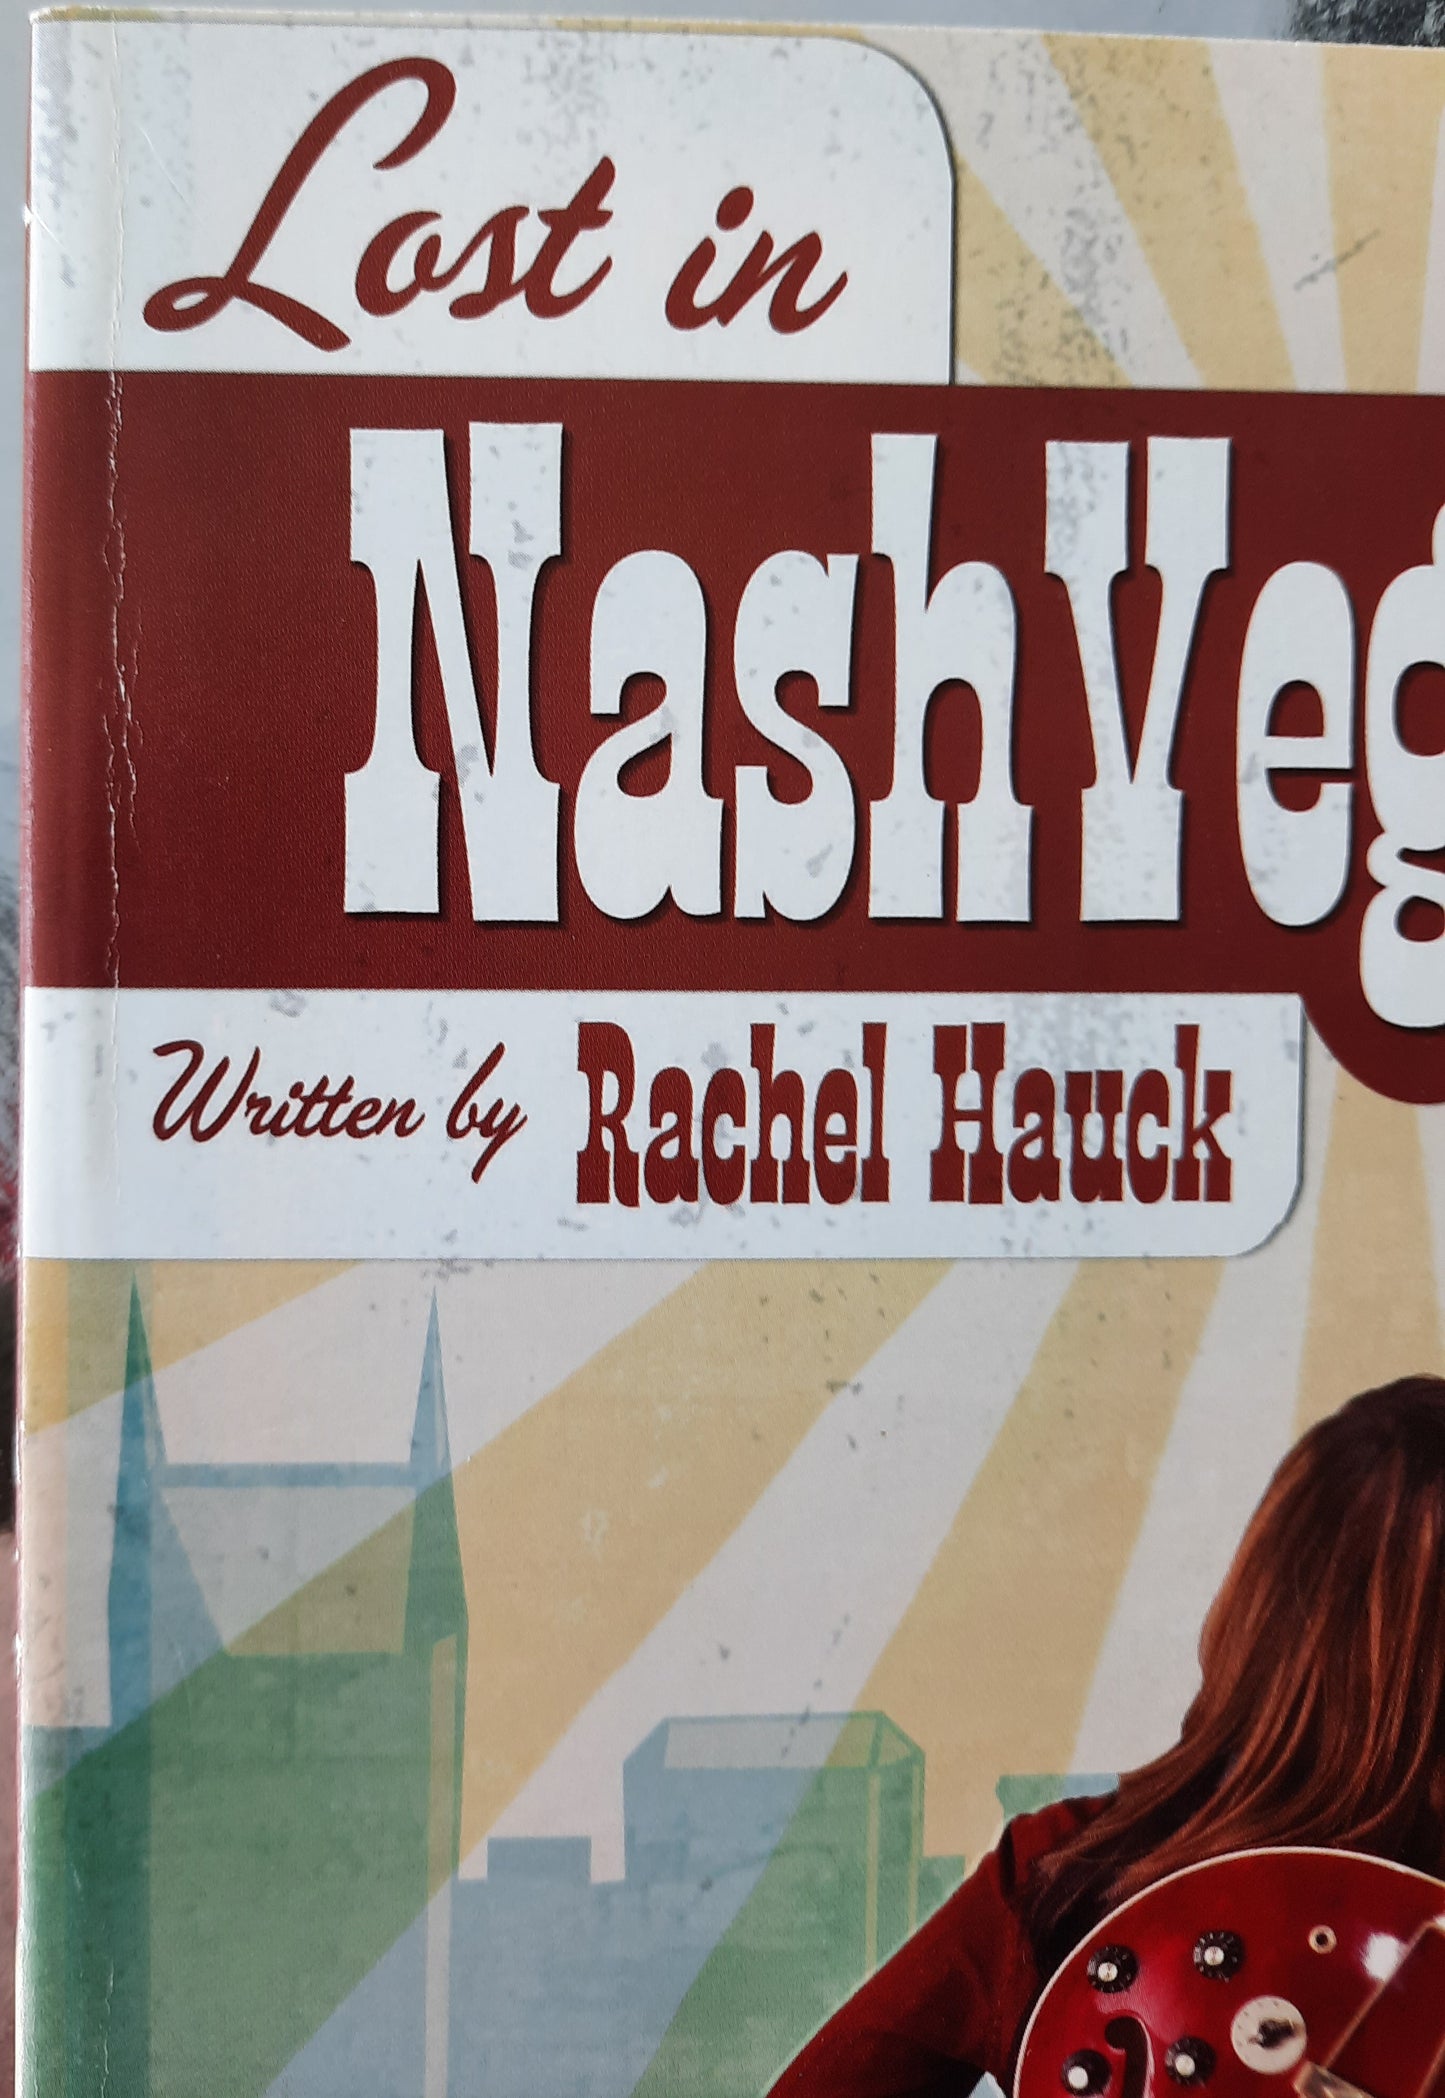 Lost in
NashVeg
Written by Rachel Hauck